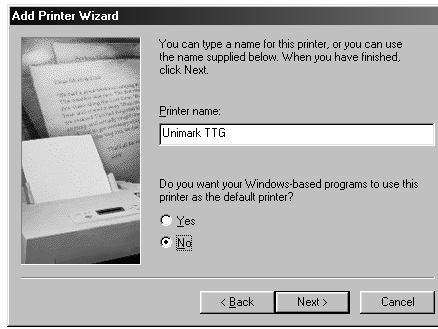 Add Printer Wizard
You can type a name for this printer, or you can use
the name supplied below. When you have finished,
click Next.
Printer name:
Unimark TTG
Do you want your Windows-based programs to use this
printer as the default printer?
Yes
No
< Back
Next >
Cancel